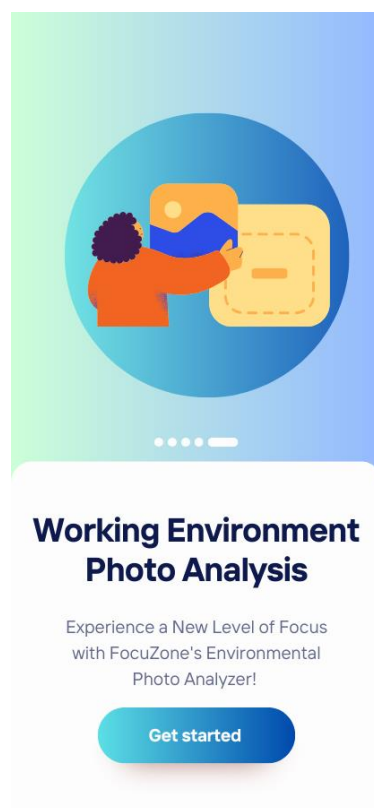 Working Environment
Photo Analysis
Experience a New Level of Focus
with FocuZone's Environmental
Photo Analyzer!
Get started